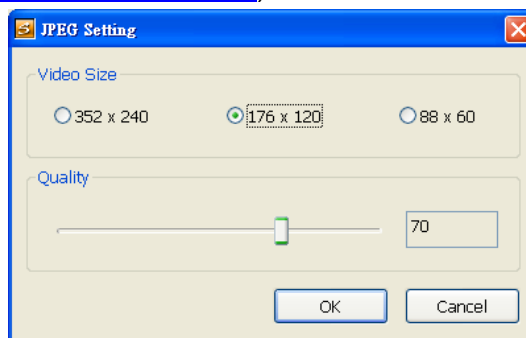 JPEG Setting
Video Size
352 x 240 176 x 120 88 x 60
Quality
70
OK Cancel